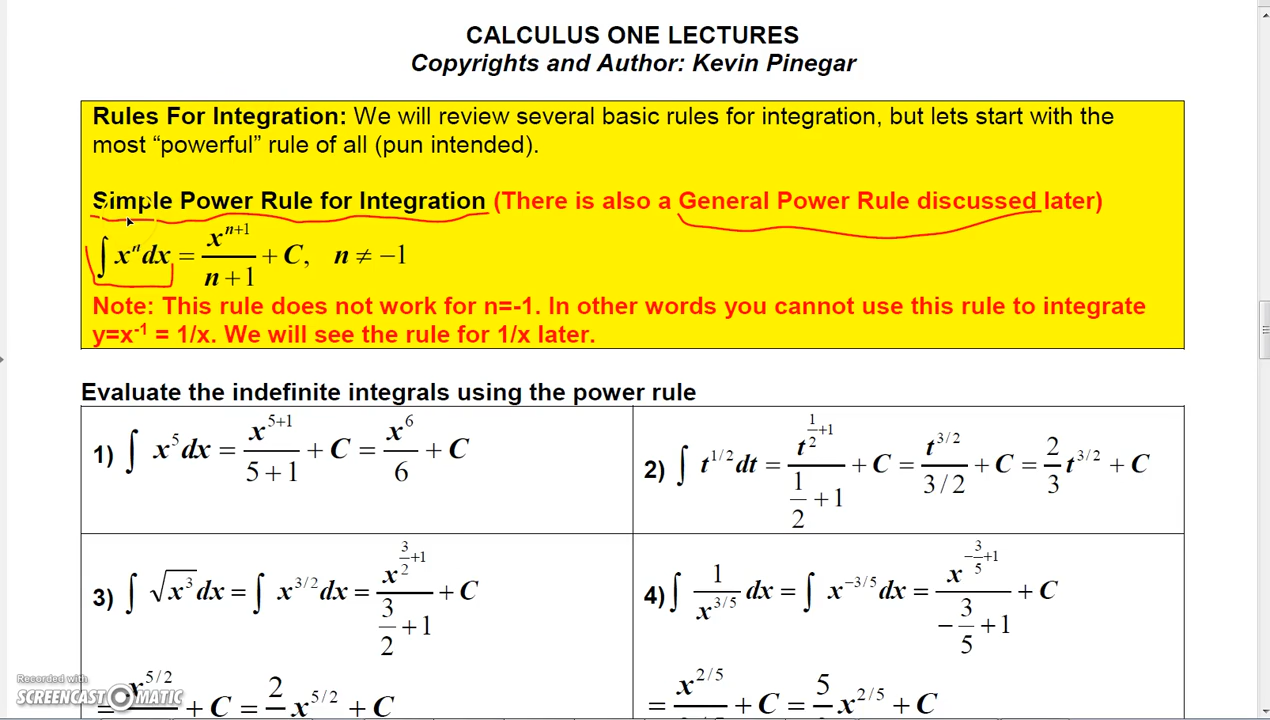 CALCULUS ONE LECTURES
Copyrights and Author: Kevin Pinegar
Rules For Integration: We will review several basic rules for integration, but lets start with the
most “powerful” rule of all (pun intended).
Simple Power Rule for Integration (There is also a General Power Rule discussed later)
∫ xⁿ dx = x^(n+1)/(n+1) + C, n ≠ −1
Note: This rule does not work for n=-1. In other words you cannot use this rule to integrate
y=x⁻¹ = 1/x. We will see the rule for 1/x later.
Evaluate the indefinite integrals using the power rule
1) ∫ x⁵ dx = x^(5+1)/(5+1) + C = x⁶/6 + C
2) ∫ t^(1/2) dt = t^(1/2+1)/(1/2+1) + C = t^(3/2)/(3/2) + C = 2/3 t^(3/2) + C
3) ∫ √x³ dx = ∫ x^(3/2) dx = x^(3/2+1)/(3/2+1) + C
= x^(5/2) + C = 2 x^(5/2) + C
4) ∫ 1/x^(3/5) dx = ∫ x^(−3/5) dx = x^(−3/5+1)/(−3/5+1) + C
= x^(2/5) + C = 5 x^(2/5) + C
Recorded with
SCREENCAST MATIC